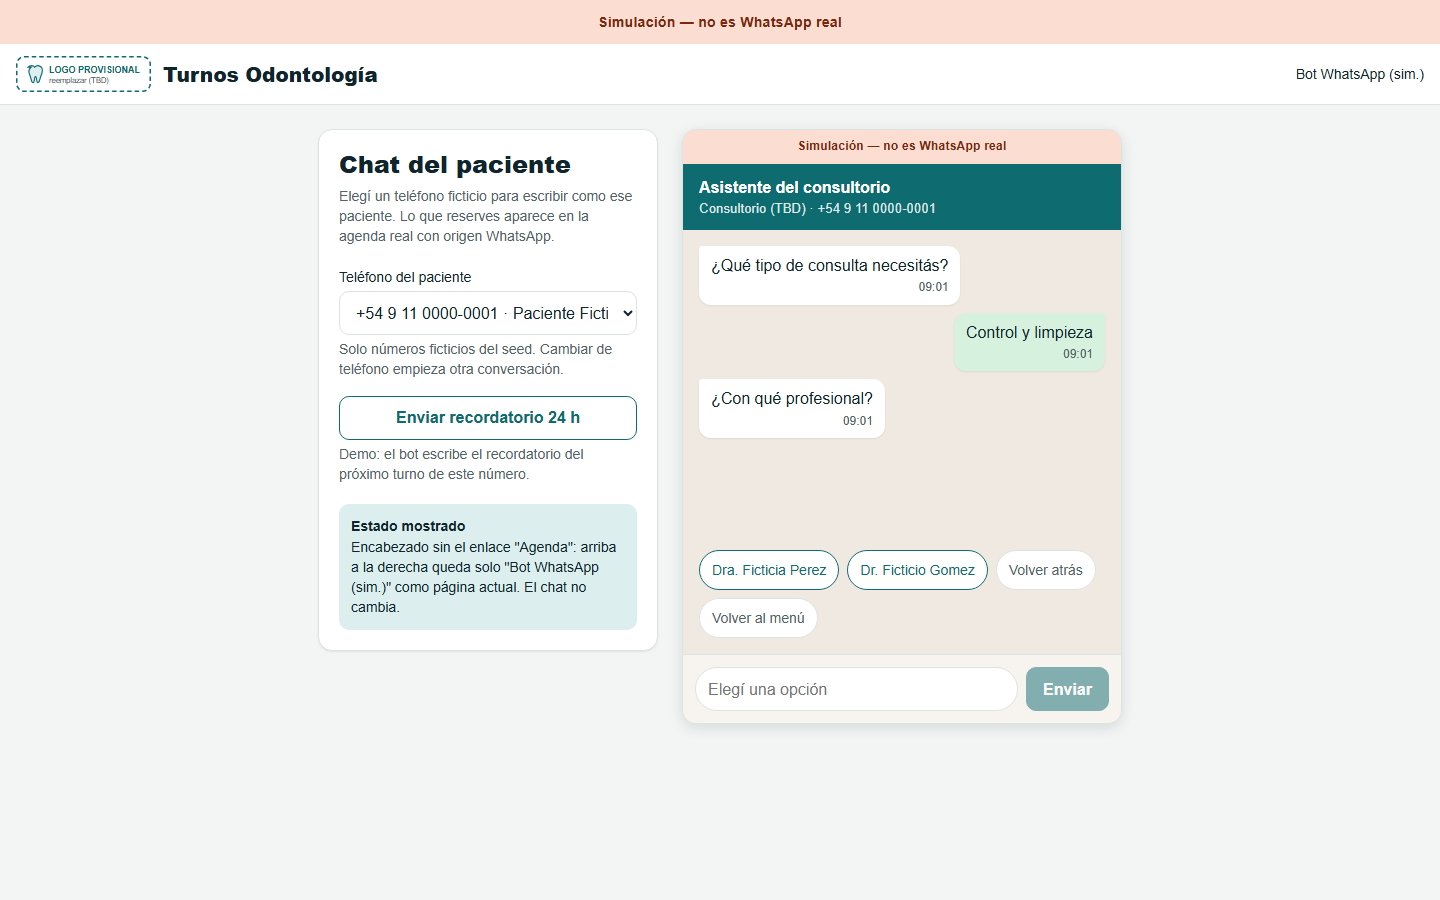 Simulación — no es WhatsApp real
LOGO PROVISIONAL
reemplazar (TBD)
Turnos Odontología
Bot WhatsApp (sim.)
Chat del paciente
Elegí un teléfono ficticio para escribir como ese
paciente. Lo que reserves aparece en la
agenda real con origen WhatsApp.
Teléfono del paciente
+54 9 11 0000-0001 · Paciente Ficti
Solo números ficticios del seed. Cambiar de
teléfono empieza otra conversación.
Enviar recordatorio 24 h
Demo: el bot escribe el recordatorio del
próximo turno de este número.
Estado mostrado
Encabezado sin el enlace "Agenda": arriba
a la derecha queda solo "Bot WhatsApp
(sim.)" como página actual. El chat no
cambia.
Simulación — no es WhatsApp real
Asistente del consultorio
Consultorio (TBD) · +54 9 11 0000-0001
¿Qué tipo de consulta necesitás?
09:01
Control y limpieza
09:01
¿Con qué profesional?
09:01
Dra. Ficticia Perez
Dr. Ficticio Gomez
Volver atrás
Volver al menú
Elegí una opción
Enviar